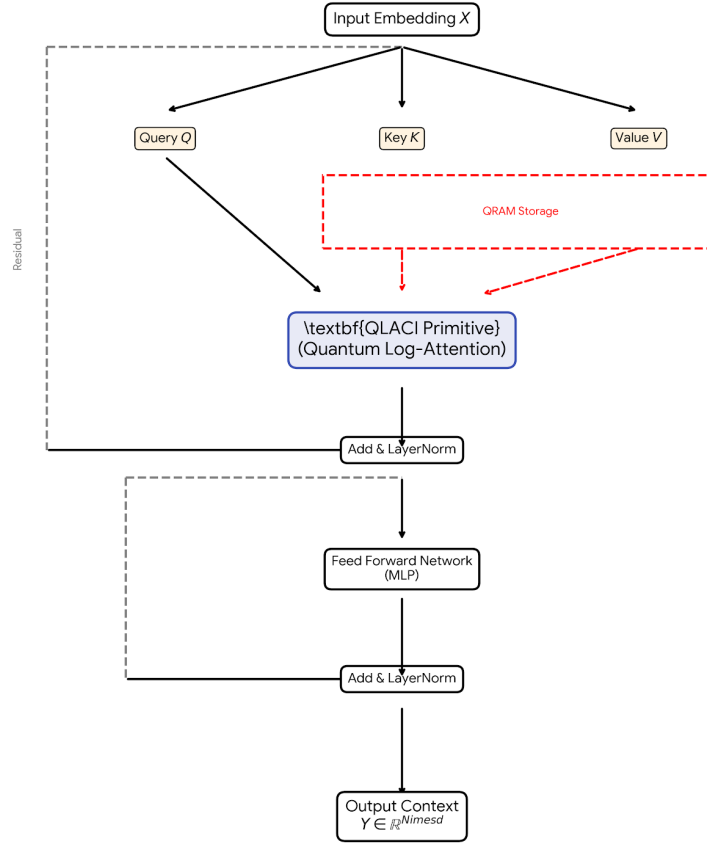 Input Embedding X
Query Q
Key K
Value V
QRAM Storage
Residual
\textbf{QLACI Primitive}
(Quantum Log-Attention)
Add & LayerNorm
Feed Forward Network
(MLP)
Add & LayerNorm
Output Context
Y ∈ ℝ^{Nimesd}